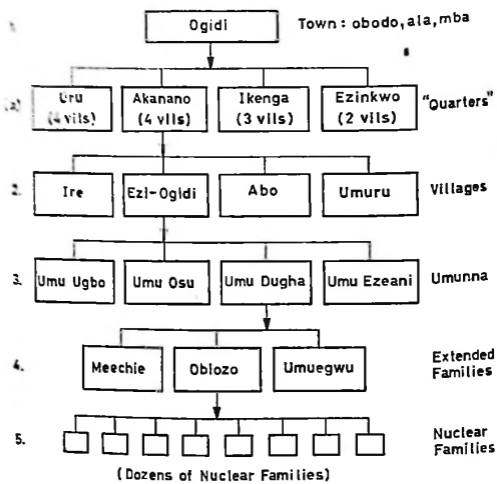 1. Ogidi Town: obodo, ala, mba
(a) Uru Akanano Ikenga Ezinkwo "Quarters"
(4 vils) (4 vils) (3 vils) (2 vils)
2. Ire Ezi-Ogidi Abo Umuru Villages
3. Umu Ugbo Umu Osu Umu Dugha Umu Ezeani Umunna
4. Meechie Obiozo Umuegwu Extended
Families
5. Nuclear
Families
(Dozens of Nuclear Families)